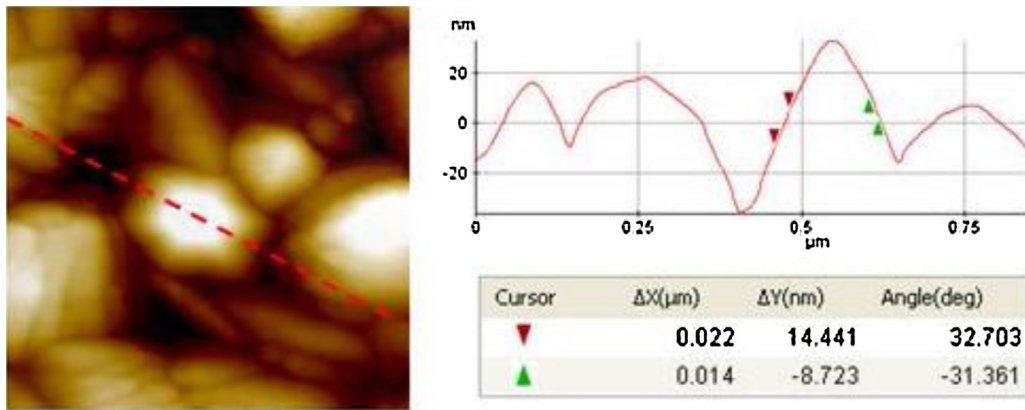 nm
20
0
-20
0 0.25 0.5 0.75
µm
Cursor ΔX(µm) ΔY(nm) Angle(deg)
0.022 14.441 32.703
0.014 -8.723 -31.361